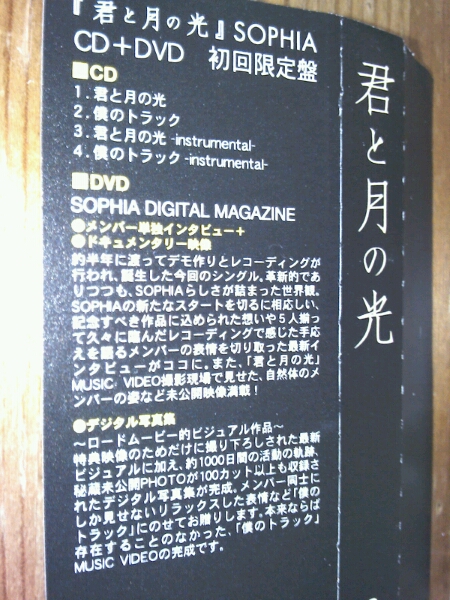 『君と月の光』SOPHIA
CD+DVD 初回限定盤
■CD
1.君と月の光
2.僕のトラック
3.君と月の光 -instrumental-
4.僕のトラック -instrumental-
■DVD
SOPHIA DIGITAL MAGAZINE
●メンバー単独インタビュー+
●ドキュメンタリー映像
約半年に渡ってデモ作りとレコーディングが
行われ、誕生した今回のシングル。革新的であ
りつつも、SOPHIAらしさが詰まった世界観。
SOPHIAの新たなスタートを切るに相応しい、
記念すべき作品に込められた想いや5人揃っ
て久々に臨んだレコーディングで感じた手応
えを語るメンバーの表情を切り取った最新イ
ンタビューがココに。また、「君と月の光」
MUSIC VIDEO撮影現場で見せた、自然体のメ
ンバーの姿など未公開映像満載!
●デジタル写真集
～ロードムービー的ビジュアル作品～
特典映像のためだけに撮り下ろしされた最新
ビジュアルに加え、約1000日間の活動の軌跡、
秘蔵未公開PHOTOが100カット以上も収録さ
れたデジタル写真集が完成。メンバー同士に
しか見せないリラックスした表情など「僕の
トラック」にのせてお贈りします。本来ならば
存在することのなかった、「僕のトラック」
MUSIC VIDEOの完成です。
君と月の光